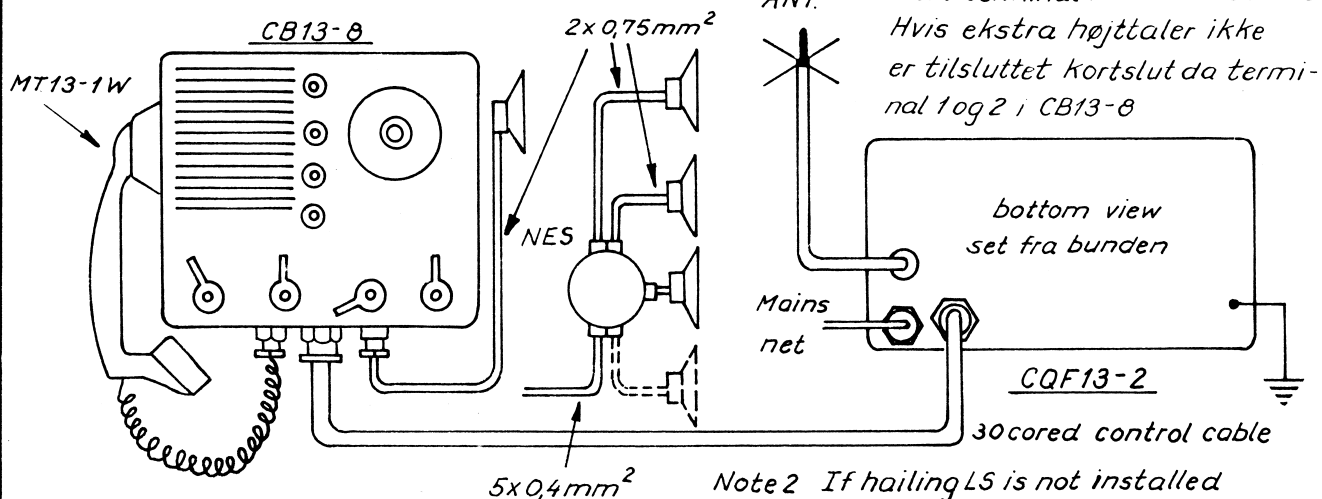 ANT.
Hvis ekstra højttaler ikke
er tilsluttet kortslut da termi-
nal 1 og 2 i CB13-8
CB13-8
2x0,75mm²
MT13-1W
NES
bottom view
set fra bunden
Mains
net
CQF13-2
30 cored control cable
5x0,4mm²
Note 2 If hailing LS is not installed